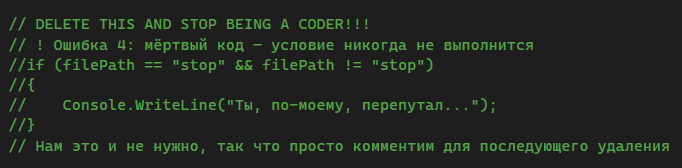 // DELETE THIS AND STOP BEING A CODER!!!
// ! Ошибка 4: мёртвый код — условие никогда не выполнится
//if (filePath == "stop" && filePath != "stop")
//{
//    Console.WriteLine("Ты, по-моему, перепутал...");
//}
// Нам это и не нужно, так что просто комментим для последующего удаления